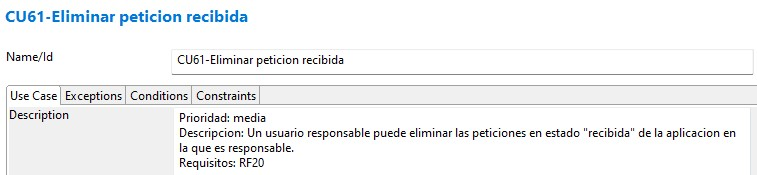 CU61-Eliminar peticion recibida
Name/Id CU61-Eliminar peticion recibida
Use Case Exceptions Conditions Constraints
Description Prioridad: media
Descripcion: Un usuario responsable puede eliminar las peticiones en estado "recibida" de la aplicacion en
la que es responsable.
Requisitos: RF20